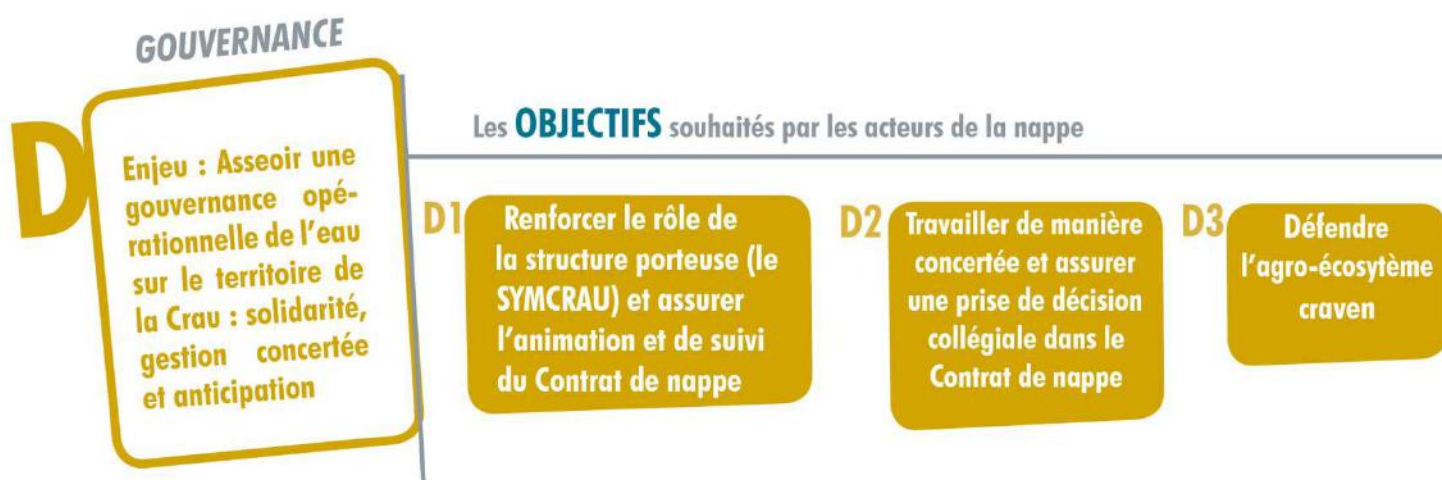 GOUVERNANCE
D
Enjeu : Asseoir une
gouvernance opé-
rationnelle de l'eau
sur le territoire de
la Crau : solidarité,
gestion concertée
et anticipation
Les OBJECTIFS souhaités par les acteurs de la nappe
D1
Renforcer le rôle de
la structure porteuse (le
SYMCRAU) et assurer
l'animation et de suivi
du Contrat de nappe
D2
Travailler de manière
concertée et assurer
une prise de décision
collégiale dans le
Contrat de nappe
D3
Défendre
l'agro-écosytème
craven